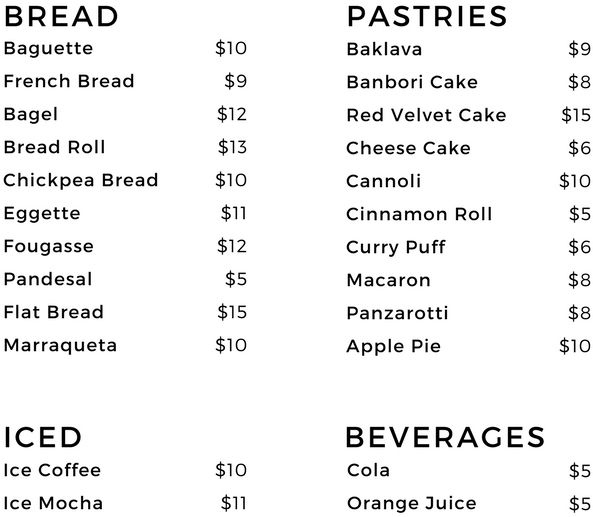 BREAD
Baguette $10
French Bread $9
Bagel $12
Bread Roll $13
Chickpea Bread $10
Eggette $11
Fougasse $12
Pandesal $5
Flat Bread $15
Marraqueta $10
PASTRIES
Baklava $9
Banbori Cake $8
Red Velvet Cake $15
Cheese Cake $6
Cannoli $10
Cinnamon Roll $5
Curry Puff $6
Macaron $8
Panzarotti $8
Apple Pie $10
ICED
Ice Coffee $10
Ice Mocha $11
BEVERAGES
Cola $5
Orange Juice $5